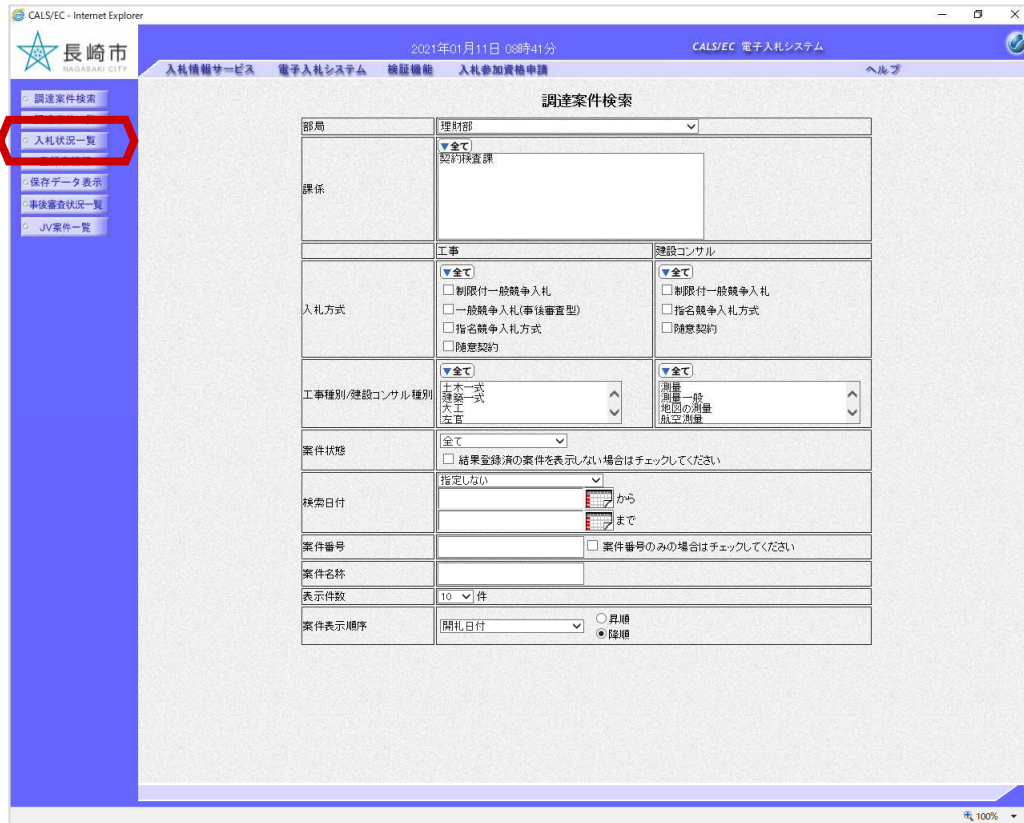 CALS/EC - Internet Explorer
長崎市
NAGASAKI CITY
2021年01月11日 08時41分
CALS/EC 電子入札システム
入札情報サービス 電子入札システム 検証機能 入札参加資格申請 ヘルプ
調達案件検索
入札状況一覧
保存データ表示
事後審査状況一覧
JV案件一覧
調達案件検索
部局 理財部
課係 ▼全て
契約検査課
工事 建設コンサル
入札方式
▼全て
制限付一般競争入札
一般競争入札(事後審査型)
指名競争入札方式
随意契約
▼全て
制限付一般競争入札
指名競争入札方式
随意契約
工事種別/建設コンサル種別
▼全て
土木一式
建築一式
大工
左官
▼全て
測量
測量一般
地図の測量
航空測量
案件状態 全て
結果登録済の案件を表示しない場合はチェックしてください
検索日付 指定しない
から
まで
案件番号 案件番号のみの場合はチェックしてください
案件名称
表示件数 10 件
案件表示順序 開札日付
昇順
降順
100%